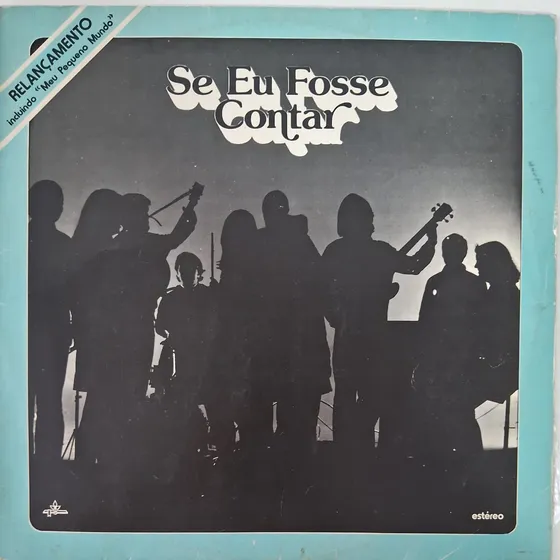 RELANÇAMENTO
incluindo "Meu Pequeno Mundo"
Se Eu Fosse
Contar
estéreo